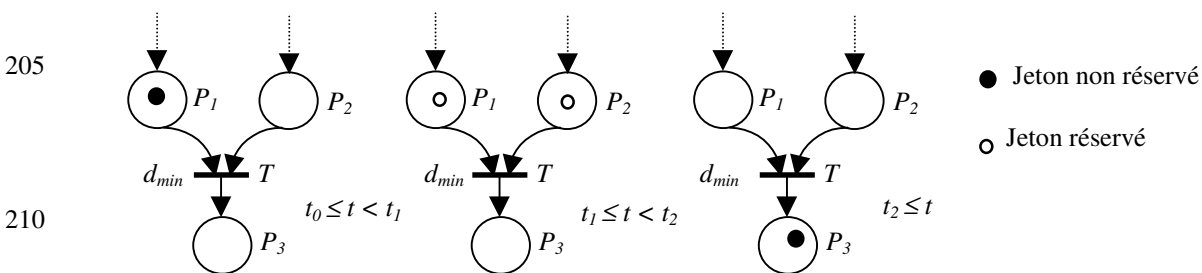 205
P1 P2 P1 P2 P1 P2
Jeton non réservé
Jeton réservé
dmin T dmin T dmin T
210
t0 ≤ t < t1 t1 ≤ t < t2 t2 ≤ t
P3 P3 P3